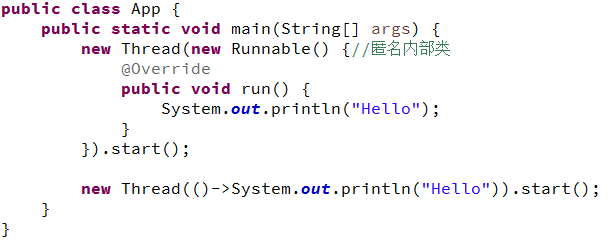 public class App {
    public static void main(String[] args) {
        new Thread(new Runnable() {//匿名内部类
            @Override
            public void run() {
                System.out.println("Hello");
            }
        }).start();

        new Thread(()->System.out.println("Hello")).start();
    }
}